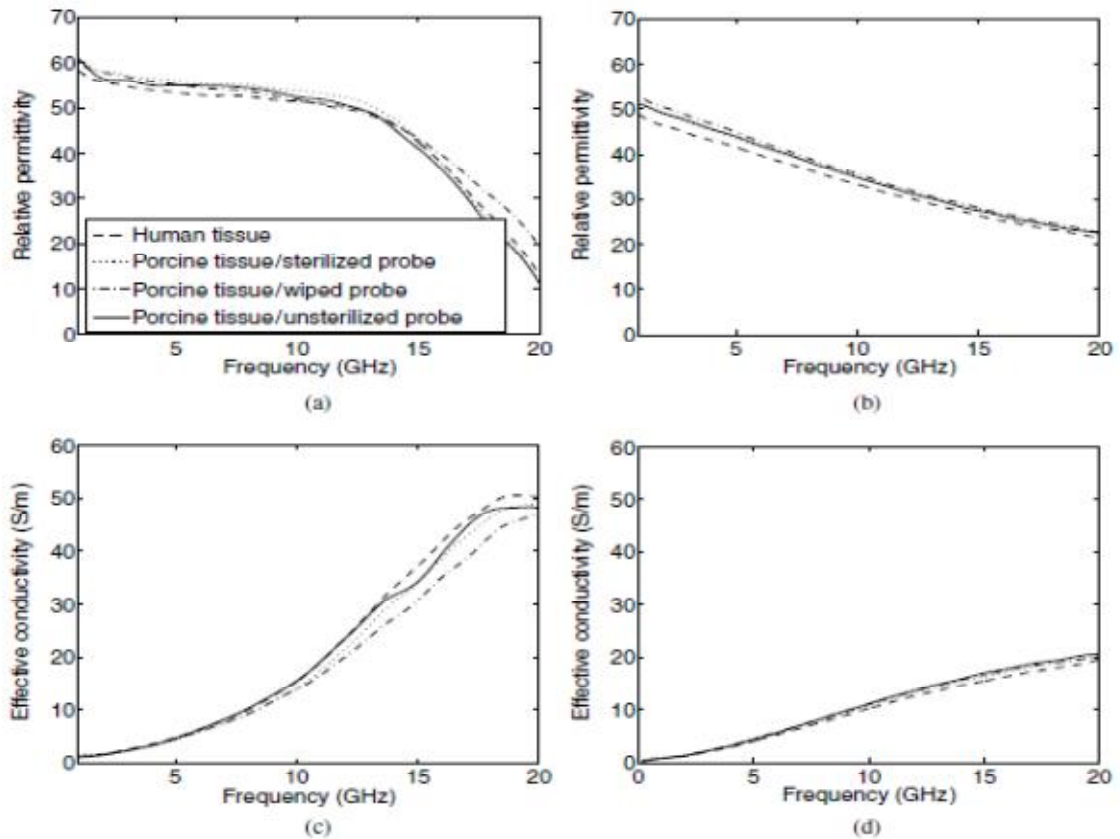 70
60
50
40
30
20
10
0
Relative permittivity
Human tissue
Porcine tissue/sterilized probe
Porcine tissue/wiped probe
Porcine tissue/unsterilized probe
5 10 15 20
Frequency (GHz)
(a)
70
60
50
40
30
20
10
0
Relative permittivity
5 10 15 20
Frequency (GHz)
(b)
60
50
40
30
20
10
0
Effective conductivity (S/m)
5 10 15 20
Frequency (GHz)
(c)
60
50
40
30
20
10
0
Effective conductivity (S/m)
0 5 10 15 20
Frequency (GHz)
(d)